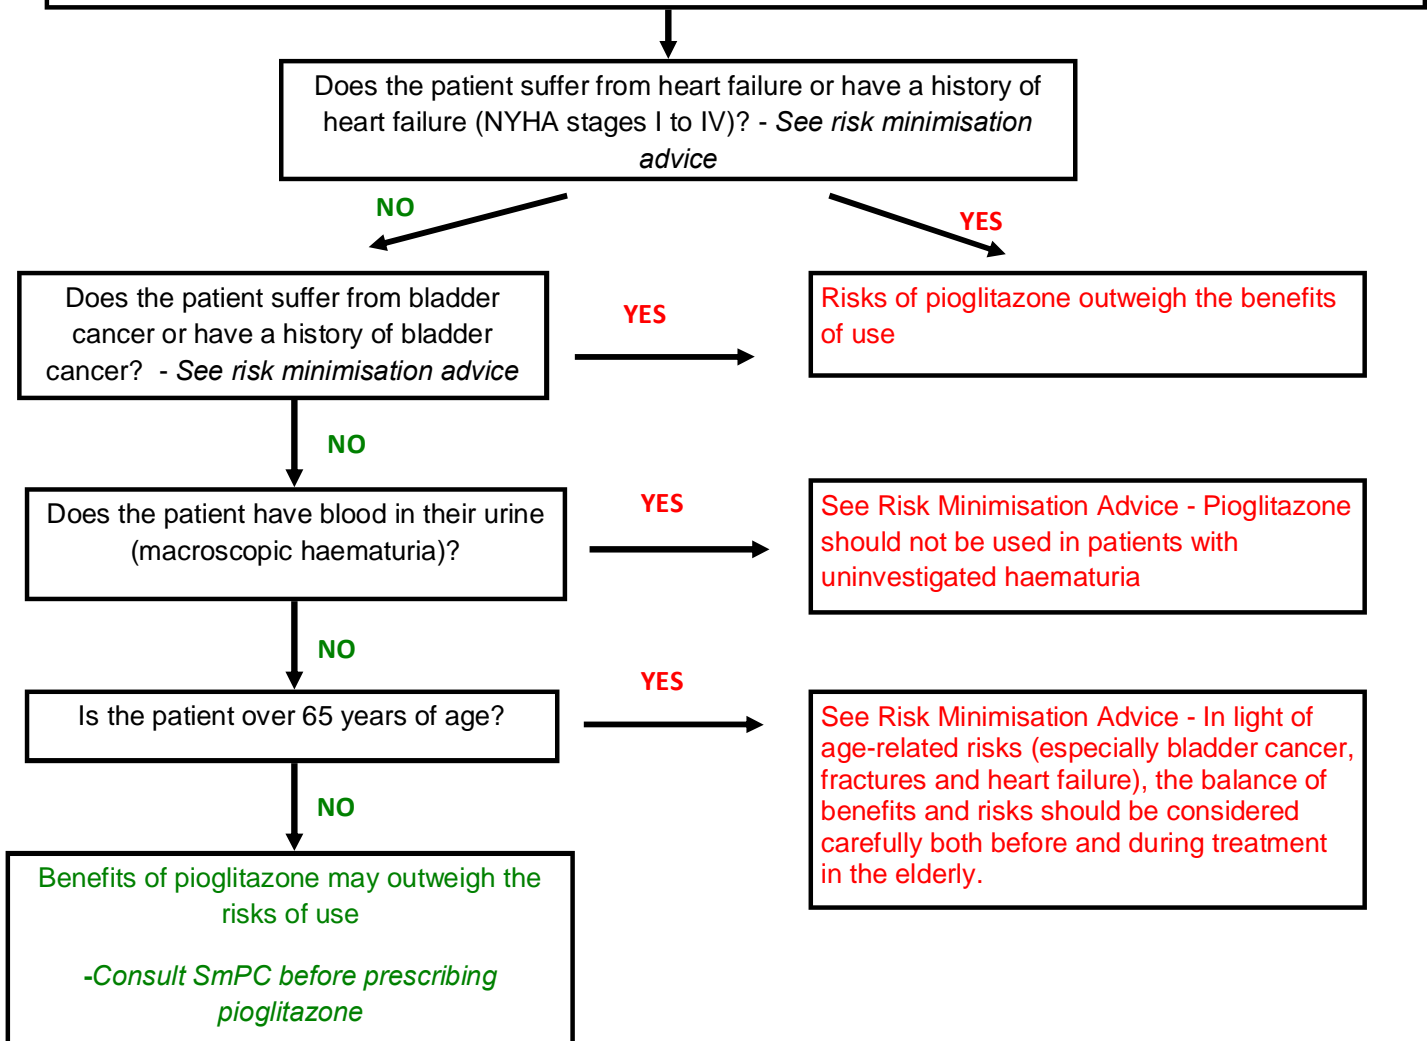 Does the patient suffer from heart failure or have a history of
heart failure (NYHA stages I to IV)? - See risk minimisation
advice
NO
YES
Does the patient suffer from bladder
cancer or have a history of bladder
cancer?  - See risk minimisation advice
YES
Risks of pioglitazone outweigh the benefits
of use
NO
Does the patient have blood in their urine
(macroscopic haematuria)?
YES
See Risk Minimisation Advice - Pioglitazone
should not be used in patients with
uninvestigated haematuria
NO
Is the patient over 65 years of age?
YES
See Risk Minimisation Advice - In light of
age-related risks (especially bladder cancer,
fractures and heart failure), the balance of
benefits and risks should be considered
carefully both before and during treatment
in the elderly.
NO
Benefits of pioglitazone may outweigh the
risks of use
-Consult SmPC before prescribing
pioglitazone